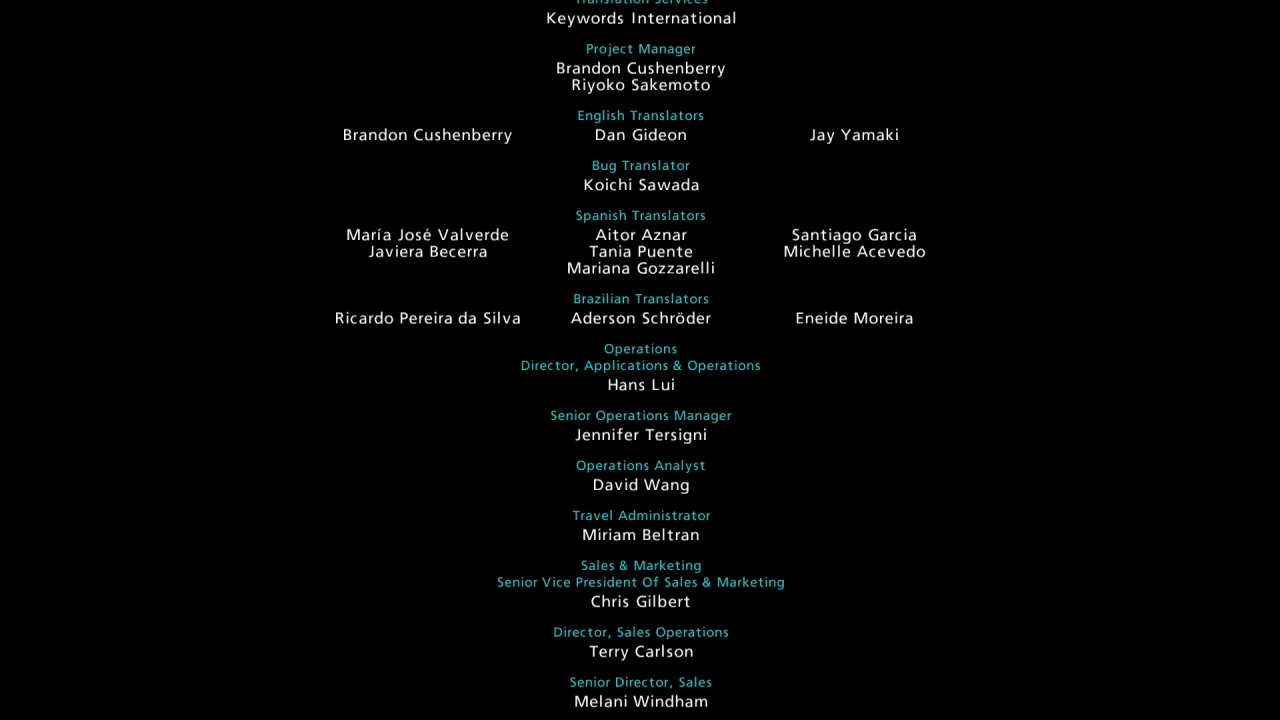 Translation Services
Keywords International
Project Manager
Brandon Cushenberry
Riyoko Sakemoto
English Translators
Brandon Cushenberry Dan Gideon Jay Yamaki
Bug Translator
Koichi Sawada
Spanish Translators
María José Valverde Aitor Aznar Santiago Garcia
Javiera Becerra Tania Puente Michelle Acevedo
Mariana Gozzarelli
Brazilian Translators
Ricardo Pereira da Silva Aderson Schröder Eneide Moreira
Operations
Director, Applications & Operations
Hans Lui
Senior Operations Manager
Jennifer Tersigni
Operations Analyst
David Wang
Travel Administrator
Miriam Beltran
Sales & Marketing
Senior Vice President Of Sales & Marketing
Chris Gilbert
Director, Sales Operations
Terry Carlson
Senior Director, Sales
Melani Windham